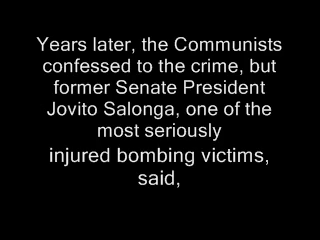 Years later, the Communists
confessed to the crime, but
former Senate President
Jovito Salonga, one of the
most seriously
injured bombing victims,
said,